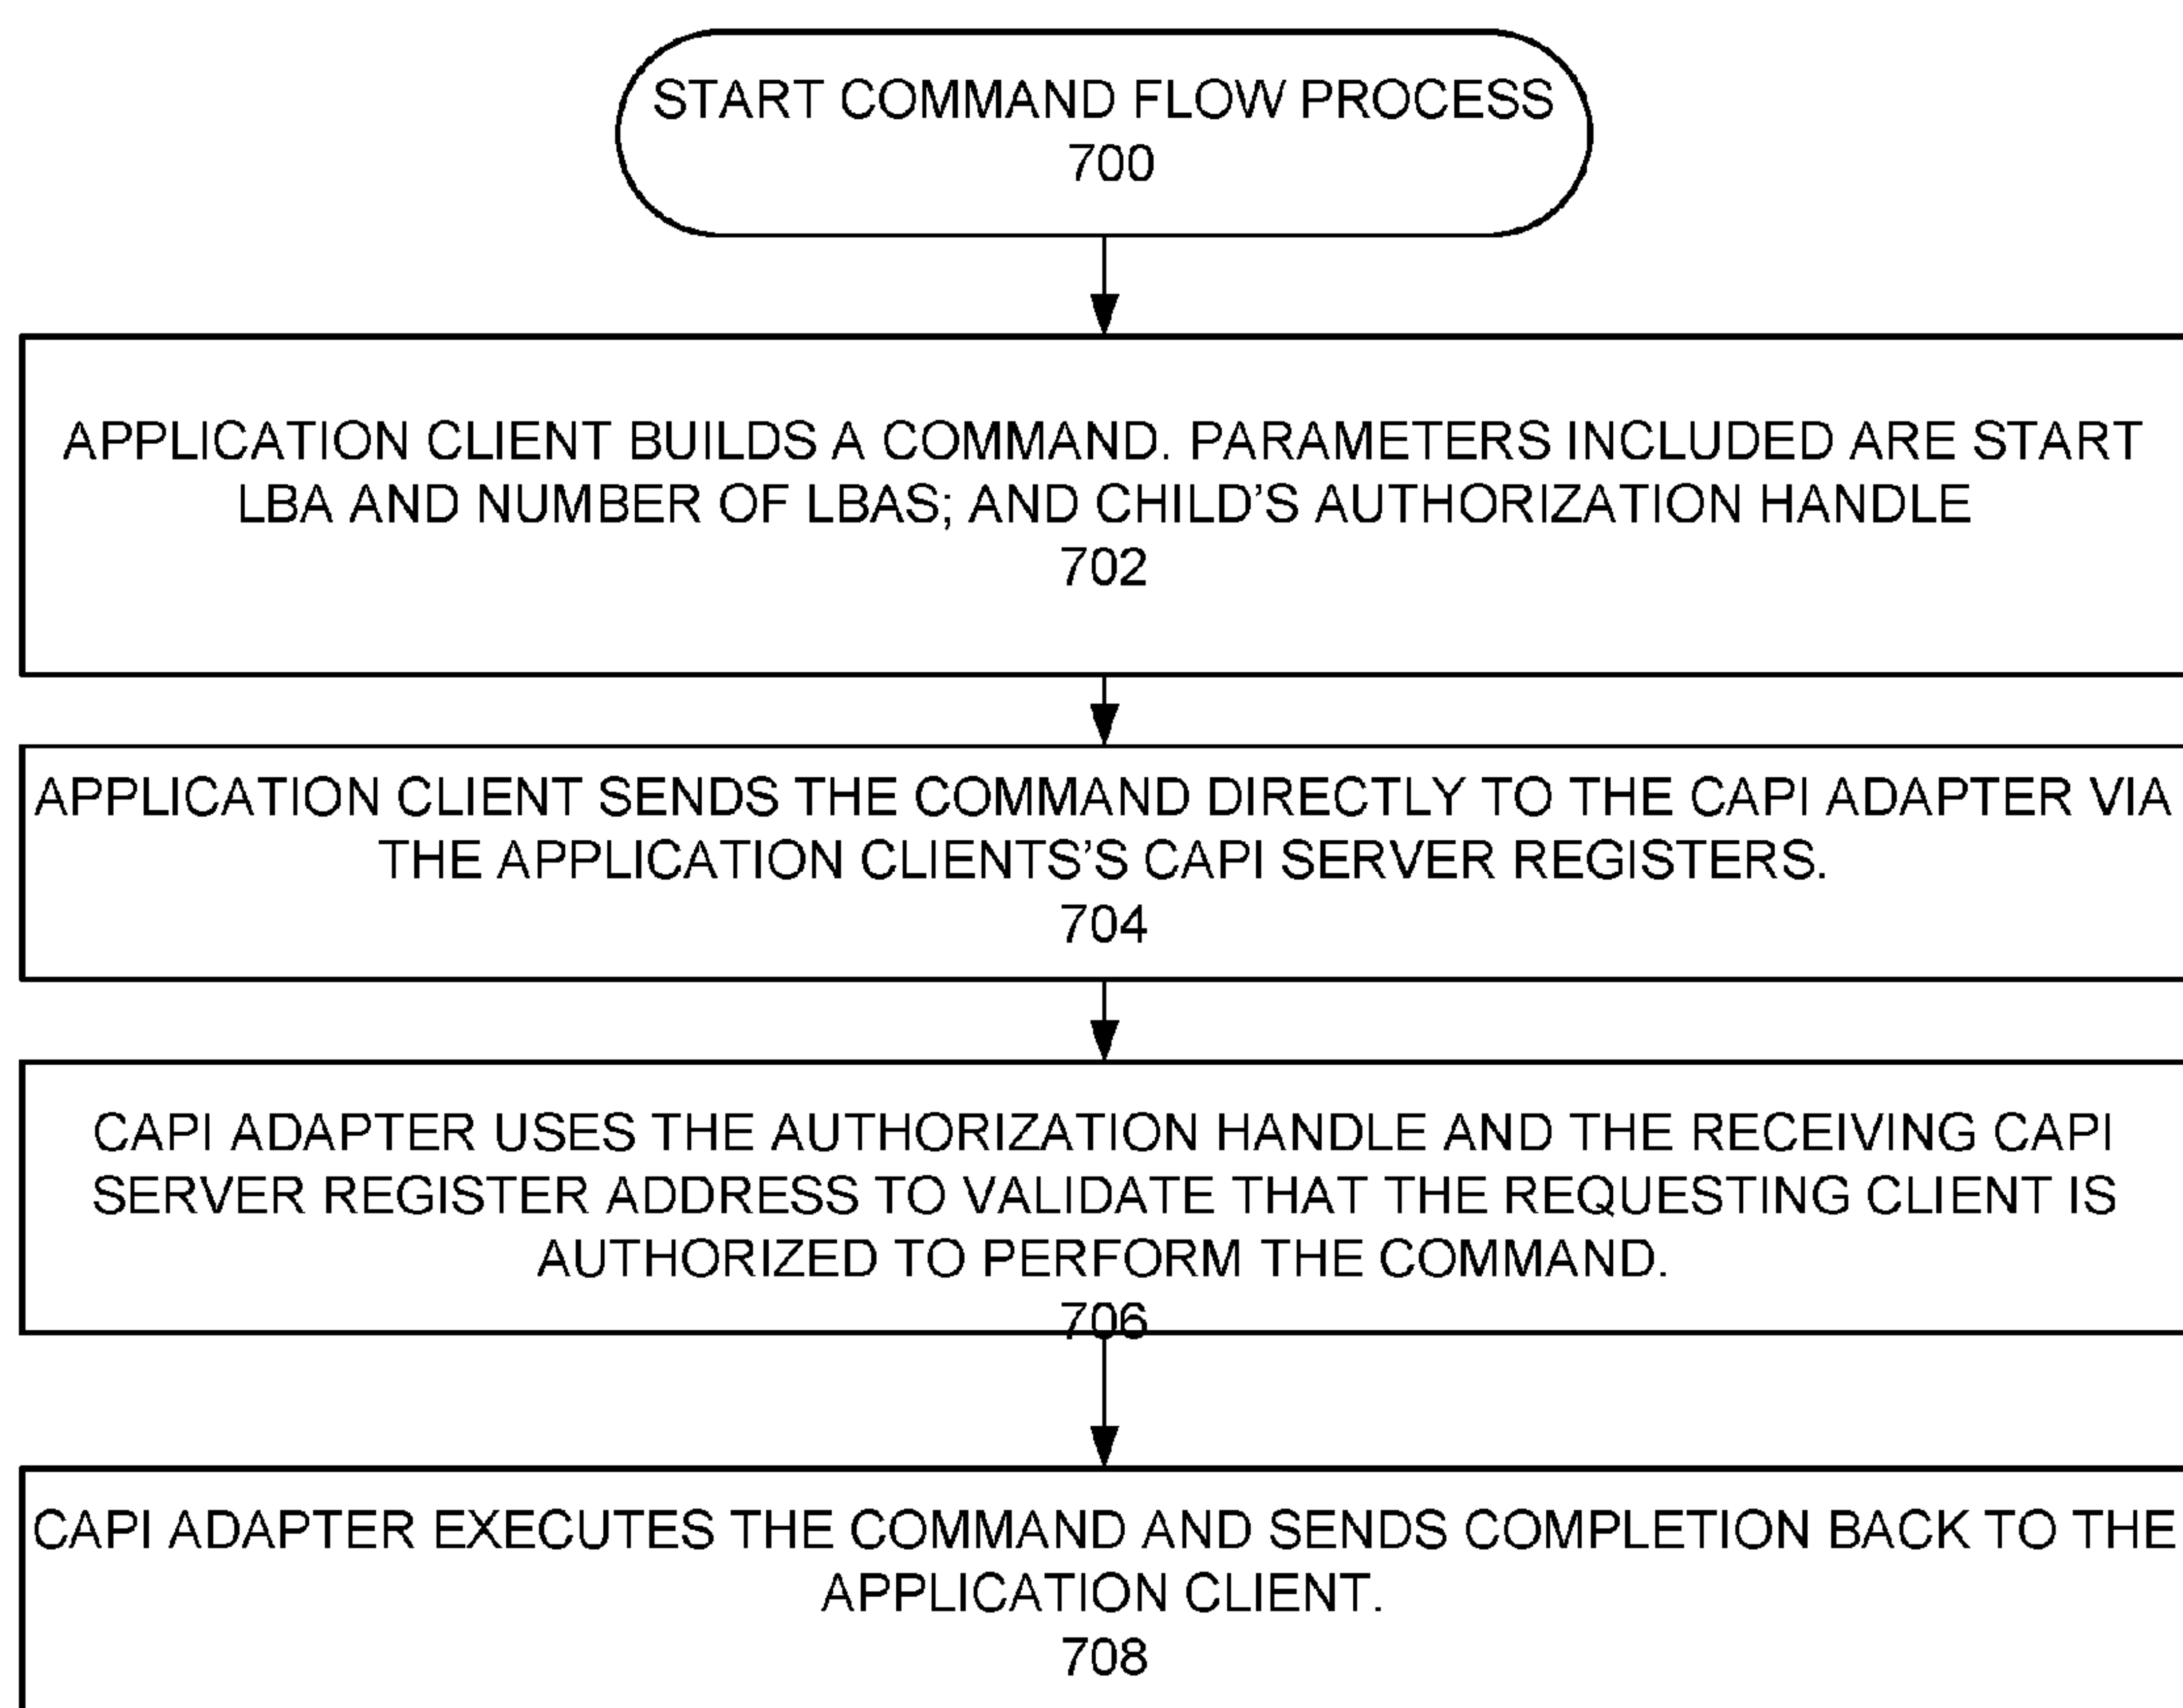 START COMMAND FLOW PROCESS
700
APPLICATION CLIENT BUILDS A COMMAND. PARAMETERS INCLUDED ARE START
LBA AND NUMBER OF LBAS; AND CHILD'S AUTHORIZATION HANDLE
702
APPLICATION CLIENT SENDS THE COMMAND DIRECTLY TO THE CAPI ADAPTER VIA
THE APPLICATION CLIENTS'S CAPI SERVER REGISTERS.
704
CAPI ADAPTER USES THE AUTHORIZATION HANDLE AND THE RECEIVING CAPI
SERVER REGISTER ADDRESS TO VALIDATE THAT THE REQUESTING CLIENT IS
AUTHORIZED TO PERFORM THE COMMAND.
706
CAPI ADAPTER EXECUTES THE COMMAND AND SENDS COMPLETION BACK TO THE
APPLICATION CLIENT.
708